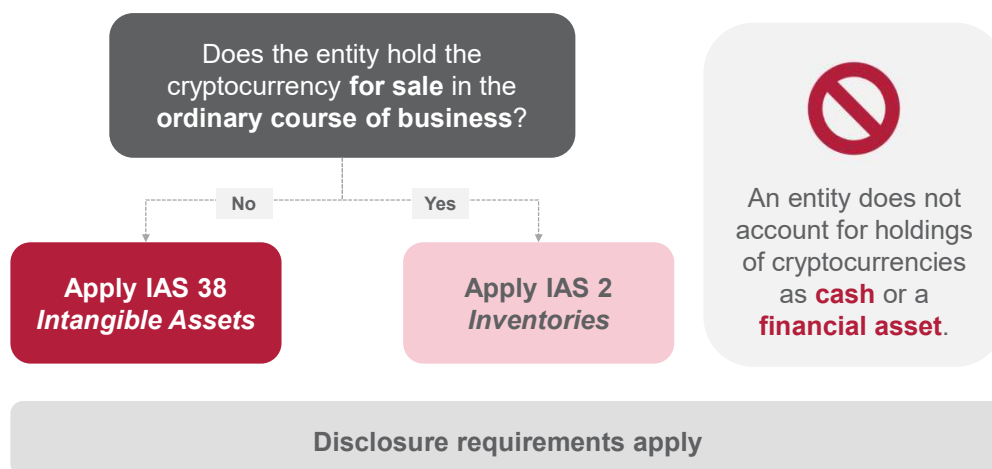 Does the entity hold the
cryptocurrency for sale in the
ordinary course of business?
No
Yes
Apply IAS 38
Intangible Assets
Apply IAS 2
Inventories
An entity does not
account for holdings
of cryptocurrencies
as cash or a
financial asset.
Disclosure requirements apply